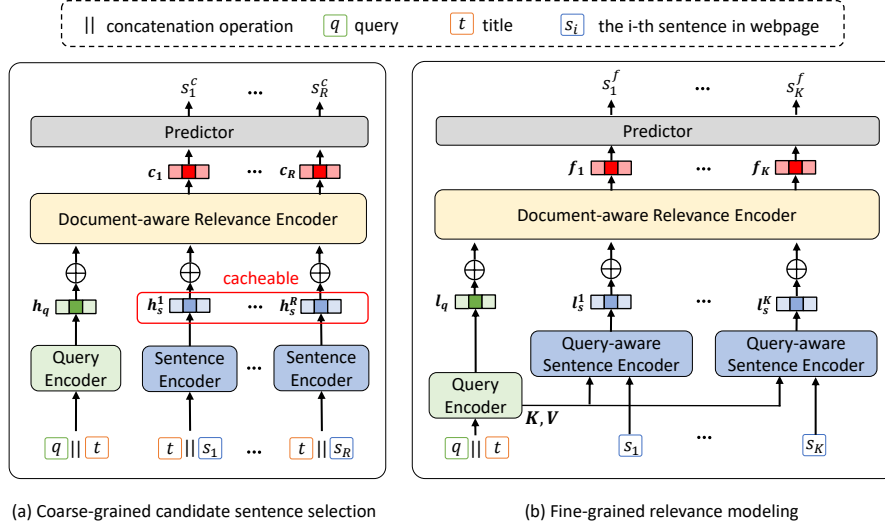 || concatenation operation q query t title s_i the i-th sentence in webpage
s_1^c ... s_R^c
Predictor
c_1 ... c_R
Document-aware Relevance Encoder
cacheable
h_q h_s^1 ... h_s^R
Query Encoder
Sentence Encoder ... Sentence Encoder
q || t t || s_1 ... t || s_R
(a) Coarse-grained candidate sentence selection
s_1^f ... s_K^f
Predictor
f_1 ... f_K
Document-aware Relevance Encoder
l_q l_s^1 ... l_s^K
Query-aware Sentence Encoder
Query-aware Sentence Encoder
Query Encoder
K, V
q || t s_1 ... s_K
(b) Fine-grained relevance modeling